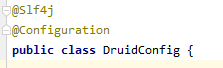 @Slf4j
@Configuration
public class DruidConfig {